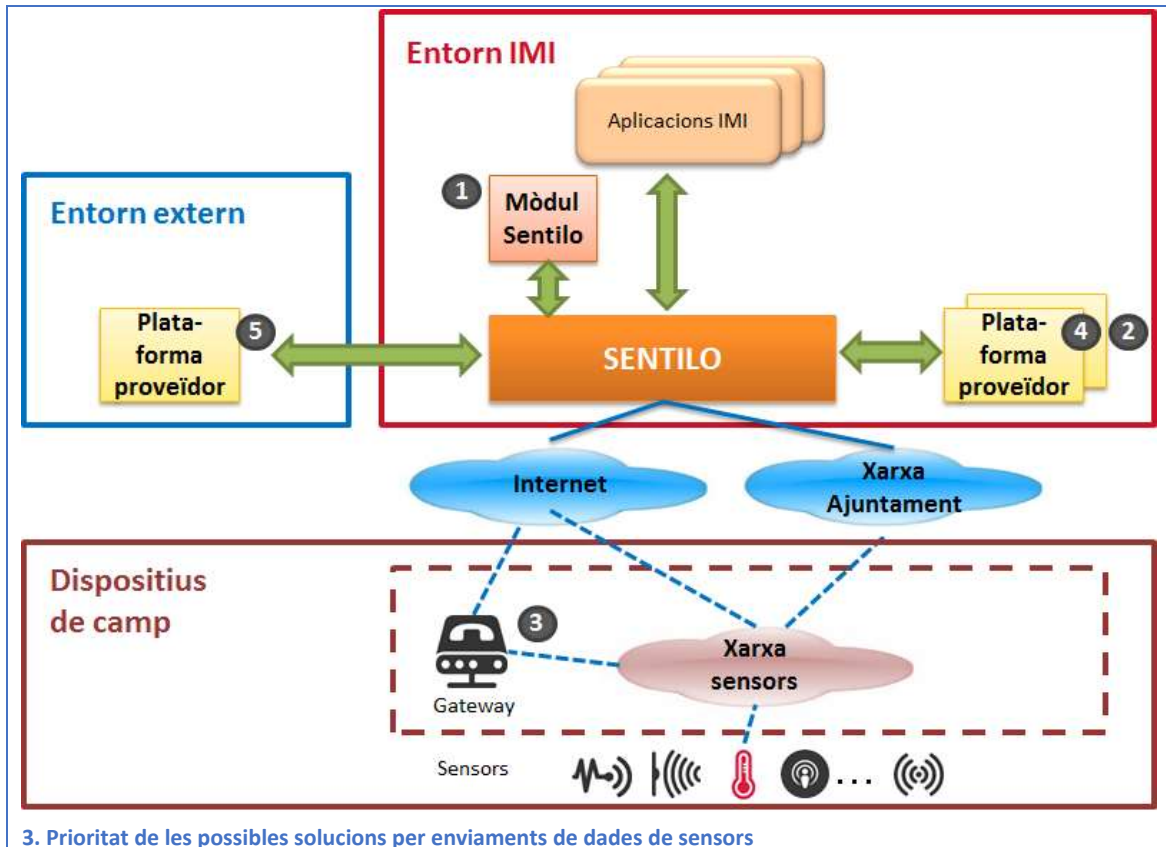 Entorn IMI
Aplicacions IMI
1
Mòdul
Sentilo
Entorn extern
Plata-
forma
proveïdor
5
SENTILO
Plata-
forma
proveïdor
4
2
Internet
Xarxa
Ajuntament
Dispositius
de camp
3
Gateway
Xarxa
sensors
Sensors
...
3. Prioritat de les possibles solucions per enviaments de dades de sensors